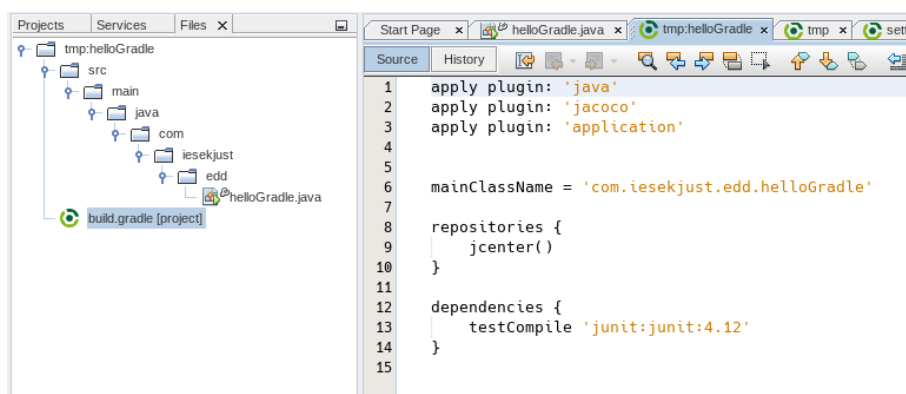 Projects Services Files X
tmp:helloGradle
src
main
java
com
iesekjust
edd
helloGradle.java
build.gradle [project]
Start Page x helloGradle.java x tmp:helloGradle x tmp x
Source History
1 apply plugin: 'java'
2 apply plugin: 'jacoco'
3 apply plugin: 'application'
4
5
6 mainClassName = 'com.iesekjust.edd.helloGradle'
7
8 repositories {
9 jcenter()
10 }
11
12 dependencies {
13 testCompile 'junit:junit:4.12'
14 }
15